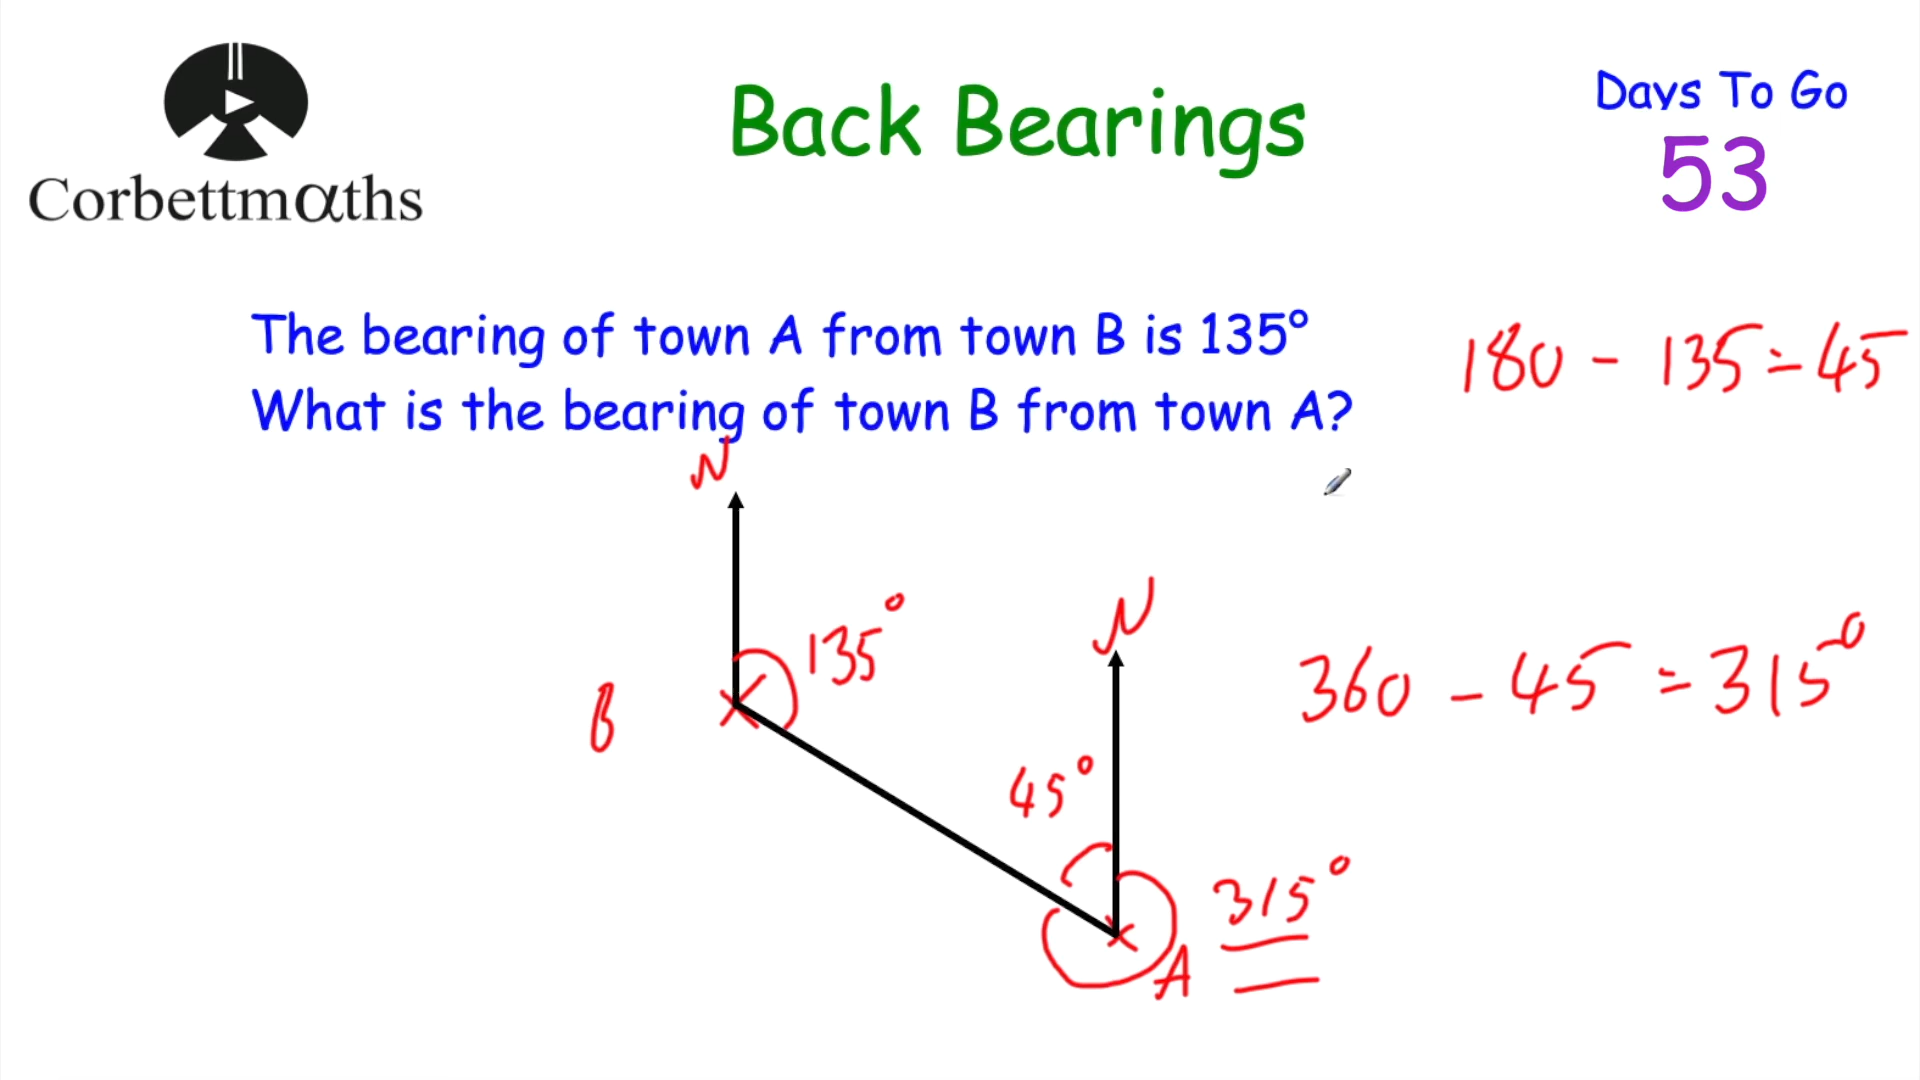 Corbettmαths
Back Bearings
Days To Go
53
The bearing of town A from town B is 135°
What is the bearing of town B from town A?
180 - 135 = 45
N
N
135°
B
360 - 45 = 315°
45°
315°
A